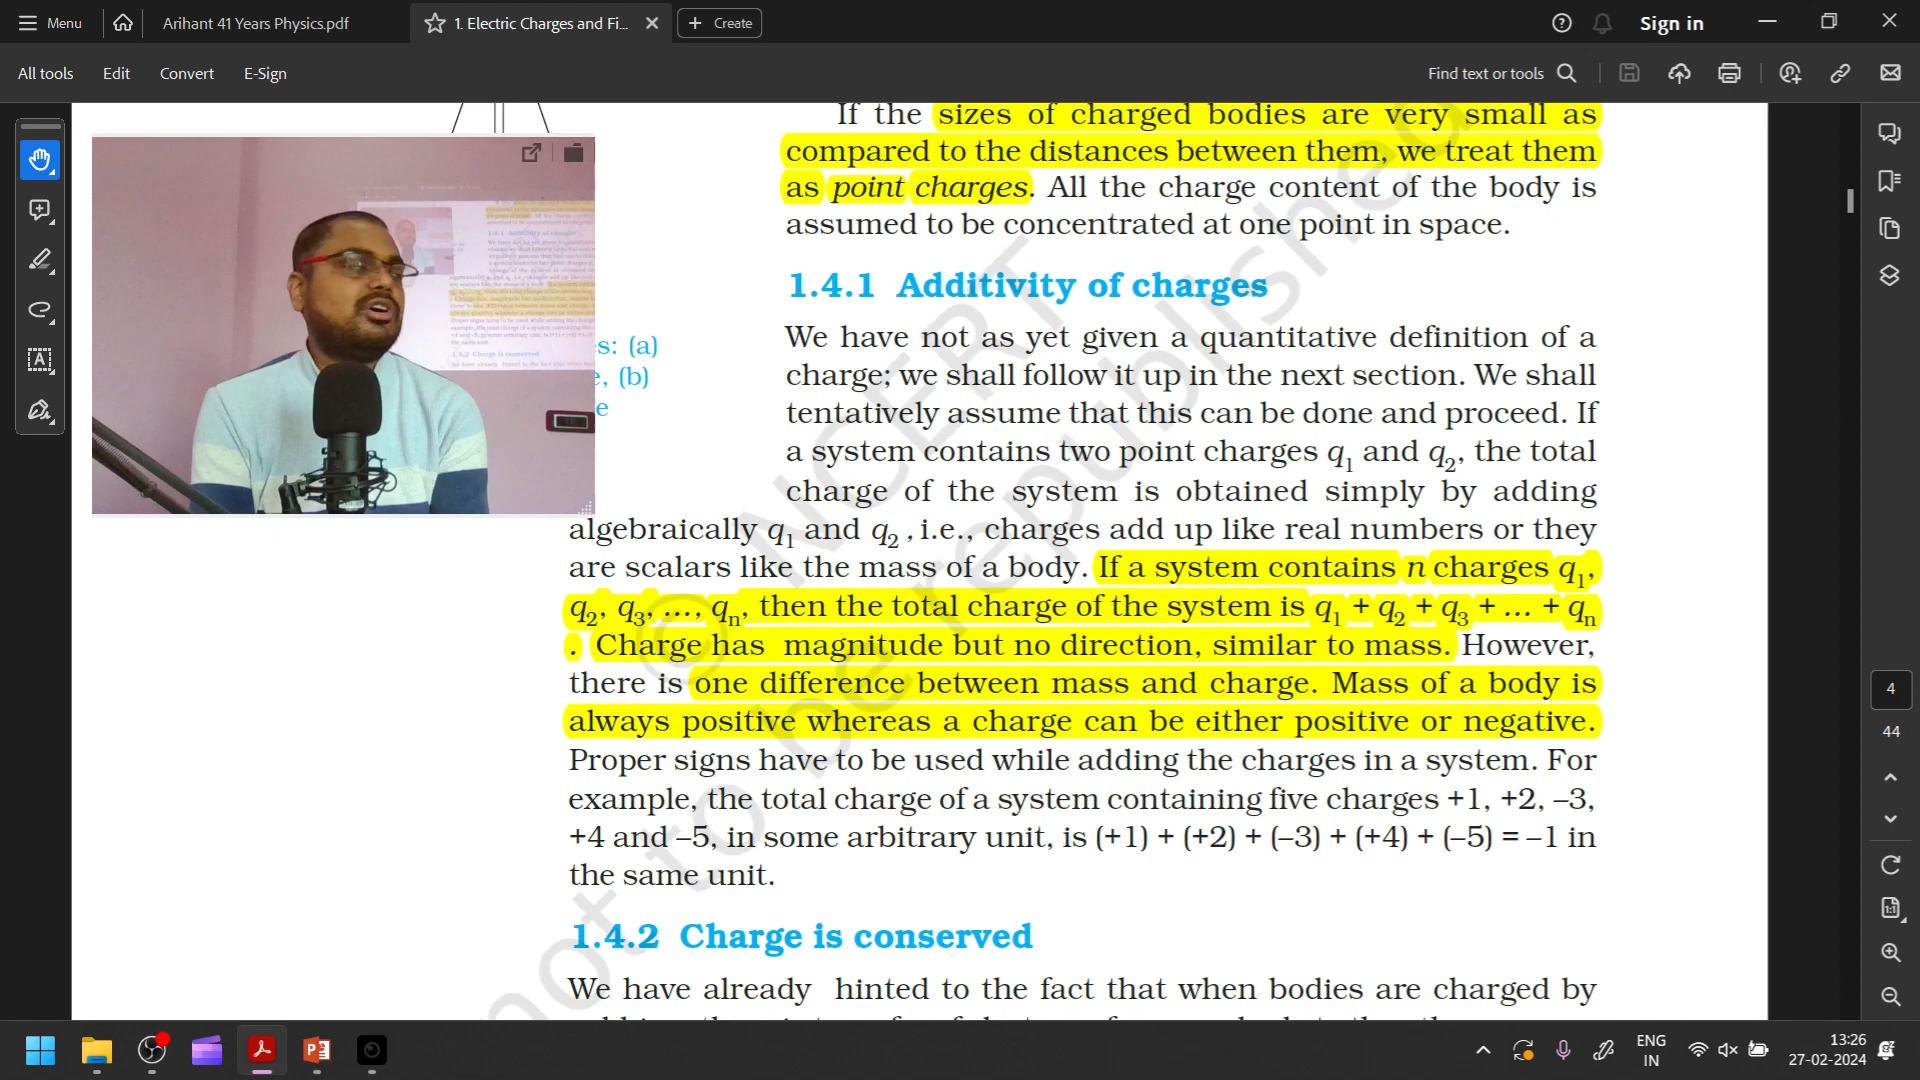 Menu
Arihant 41 Years Physics.pdf
1. Electric Charges and Fi...
Create
Sign in
All tools
Edit
Convert
E-Sign
Find text or tools
If the sizes of charged bodies are very small as
compared to the distances between them, we treat them
as point charges. All the charge content of the body is
assumed to be concentrated at one point in space.
1.4.1 Additivity of charges
s: (a)
e, (b)
e
We have not as yet given a quantitative definition of a
charge; we shall follow it up in the next section. We shall
tentatively assume that this can be done and proceed. If
a system contains two point charges q1 and q2, the total
charge of the system is obtained simply by adding
algebraically q1 and q2 , i.e., charges add up like real numbers or they
are scalars like the mass of a body. If a system contains n charges q1,
q2, q3, ..., qn, then the total charge of the system is q1 + q2 + q3 + ... + qn
. Charge has magnitude but no direction, similar to mass. However,
there is one difference between mass and charge. Mass of a body is
always positive whereas a charge can be either positive or negative.
Proper signs have to be used while adding the charges in a system. For
example, the total charge of a system containing five charges +1, +2, –3,
+4 and –5, in some arbitrary unit, is (+1) + (+2) + (–3) + (+4) + (–5) = –1 in
the same unit.
1.4.2 Charge is conserved
We have already hinted to the fact that when bodies are charged by
© NCERT
not to be republished
4
44
ENG
IN
13:26
27-02-2024